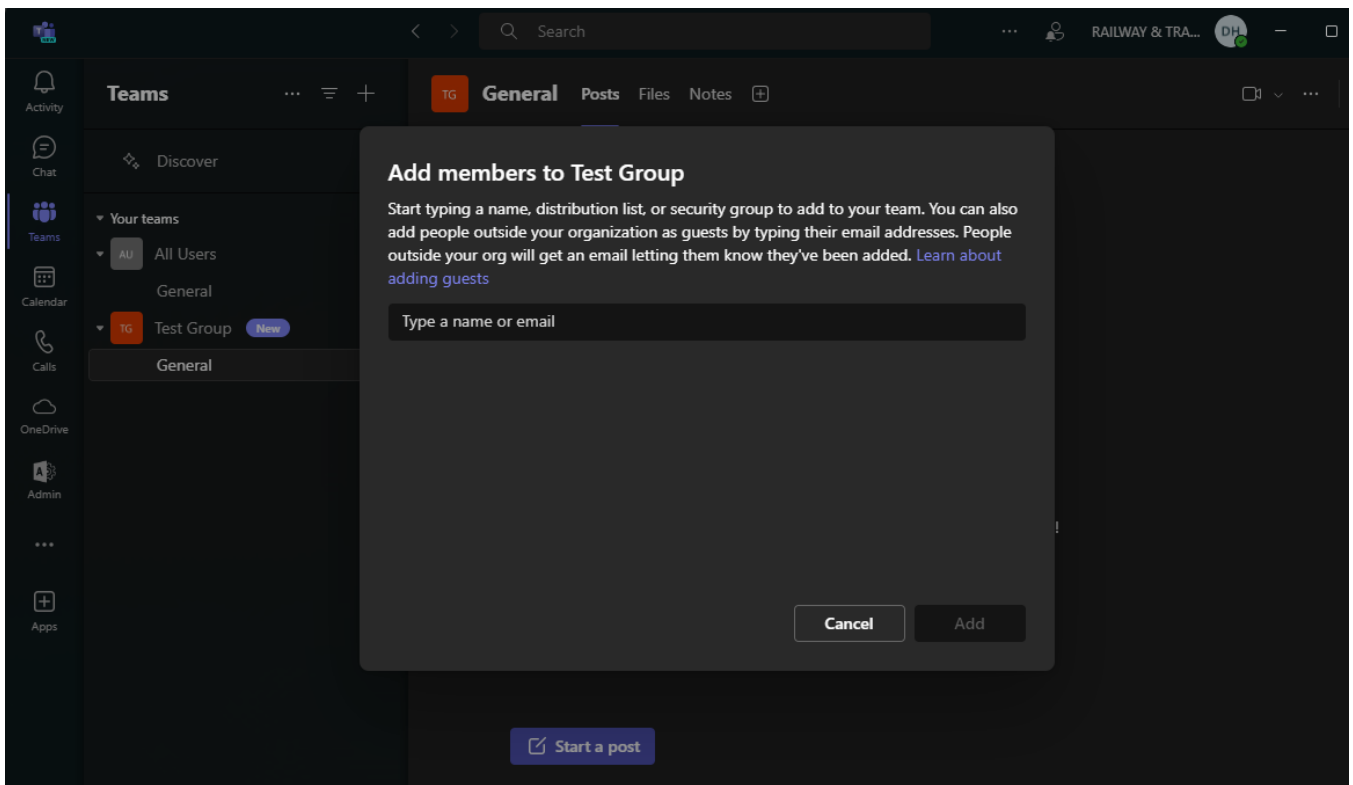 Search
RAILWAY & TRA...
DH
Activity
Chat
Teams
Calendar
Calls
OneDrive
Admin
Apps
Teams
Discover
Your teams
AU All Users
General
TG Test Group New
General
TG General Posts Files Notes
Add members to Test Group
Start typing a name, distribution list, or security group to add to your team. You can also
add people outside your organization as guests by typing their email addresses. People
outside your org will get an email letting them know they've been added. Learn about
adding guests
Type a name or email
Cancel Add
!
Start a post